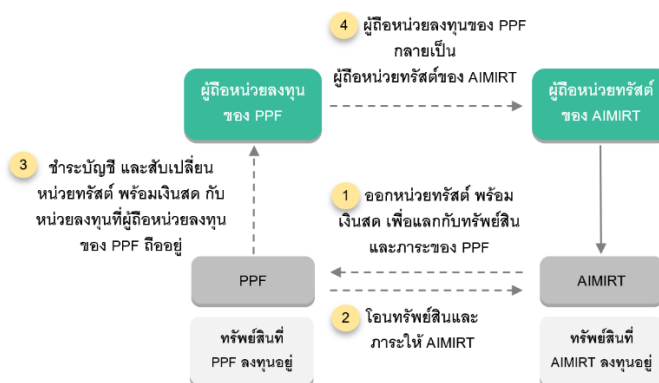 4 ผู้ถือหน่วยลงทุนของ PPF
กลายเป็น
ผู้ถือหน่วยทรัสต์ของ AIMIRT
ผู้ถือหน่วยลงทุน
ของ PPF
ผู้ถือหน่วยทรัสต์
ของ AIMIRT
3 ชำระบัญชี และสับเปลี่ยน
หน่วยทรัสต์ พร้อมเงินสด กับ
หน่วยลงทุนที่ผู้ถือหน่วยลงทุน
ของ PPF ถืออยู่
1 ออกหน่วยทรัสต์ พร้อม
เงินสด เพื่อแลกกับทรัพย์สิน
และภาระของ PPF
PPF
AIMIRT
2 โอนทรัพย์สินและ
ภาระให้ AIMIRT
ทรัพย์สินที่
PPF ลงทุนอยู่
ทรัพย์สินที่
AIMIRT ลงทุนอยู่